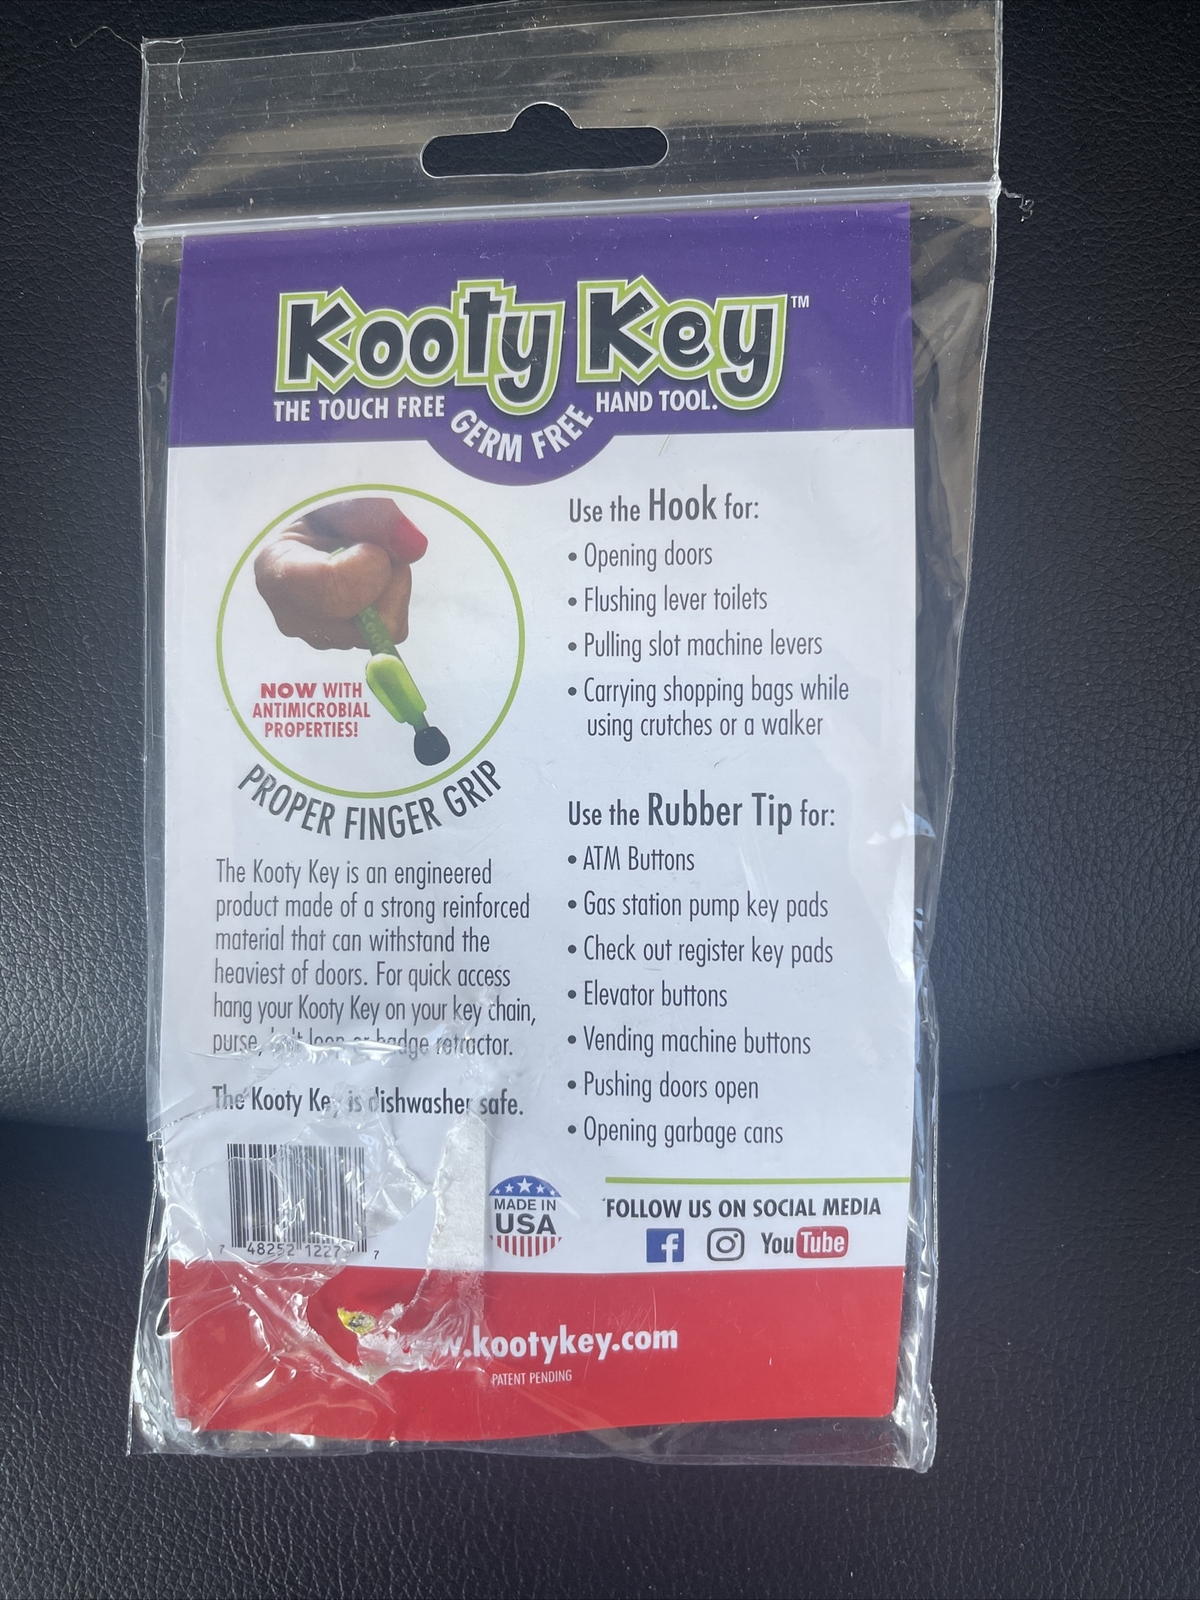 Kooty Key™
THE TOUCH FREE GERM FREE HAND TOOL.
Kooty
NOW WITH
ANTIMICROBIAL
PROPERTIES!
PROPER FINGER GRIP
The Kooty Key is an engineered
product made of a strong reinforced
material that can withstand the
heaviest of doors. For quick access
hang your Kooty Key on your key chain,
purse, belt loop or badge retractor.
The Kooty Key is dishwasher safe.
7 48252 1227 7
MADE IN
USA
Use the Hook for:
• Opening doors
• Flushing lever toilets
• Pulling slot machine levers
• Carrying shopping bags while
using crutches or a walker
Use the Rubber Tip for:
• ATM Buttons
• Gas station pump key pads
• Check out register key pads
• Elevator buttons
• Vending machine buttons
• Pushing doors open
• Opening garbage cans
FOLLOW US ON SOCIAL MEDIA
f
YouTube
w.kootykey.com
PATENT PENDING